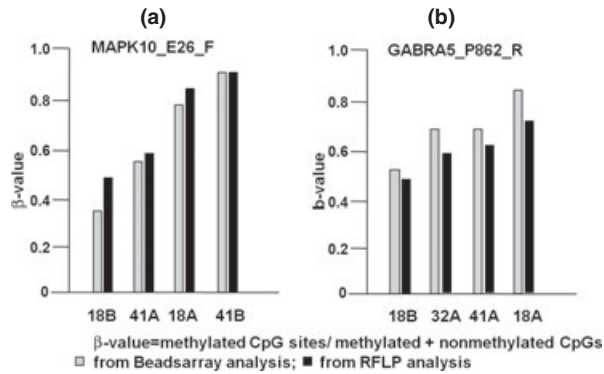 (a)
MAPK10_E26_F
1.0
0.8
0.6
0.4
0.2
0
β-value
18B 41A 18A 41B
(b)
GABRA5_P862_R
1.0
0.8
0.6
0.4
0.2
0
b-value
18B 32A 41A 18A
β-value=methylated CpG sites/ methylated + nonmethylated CpGs
from Beadsarray analysis; from RFLP analysis